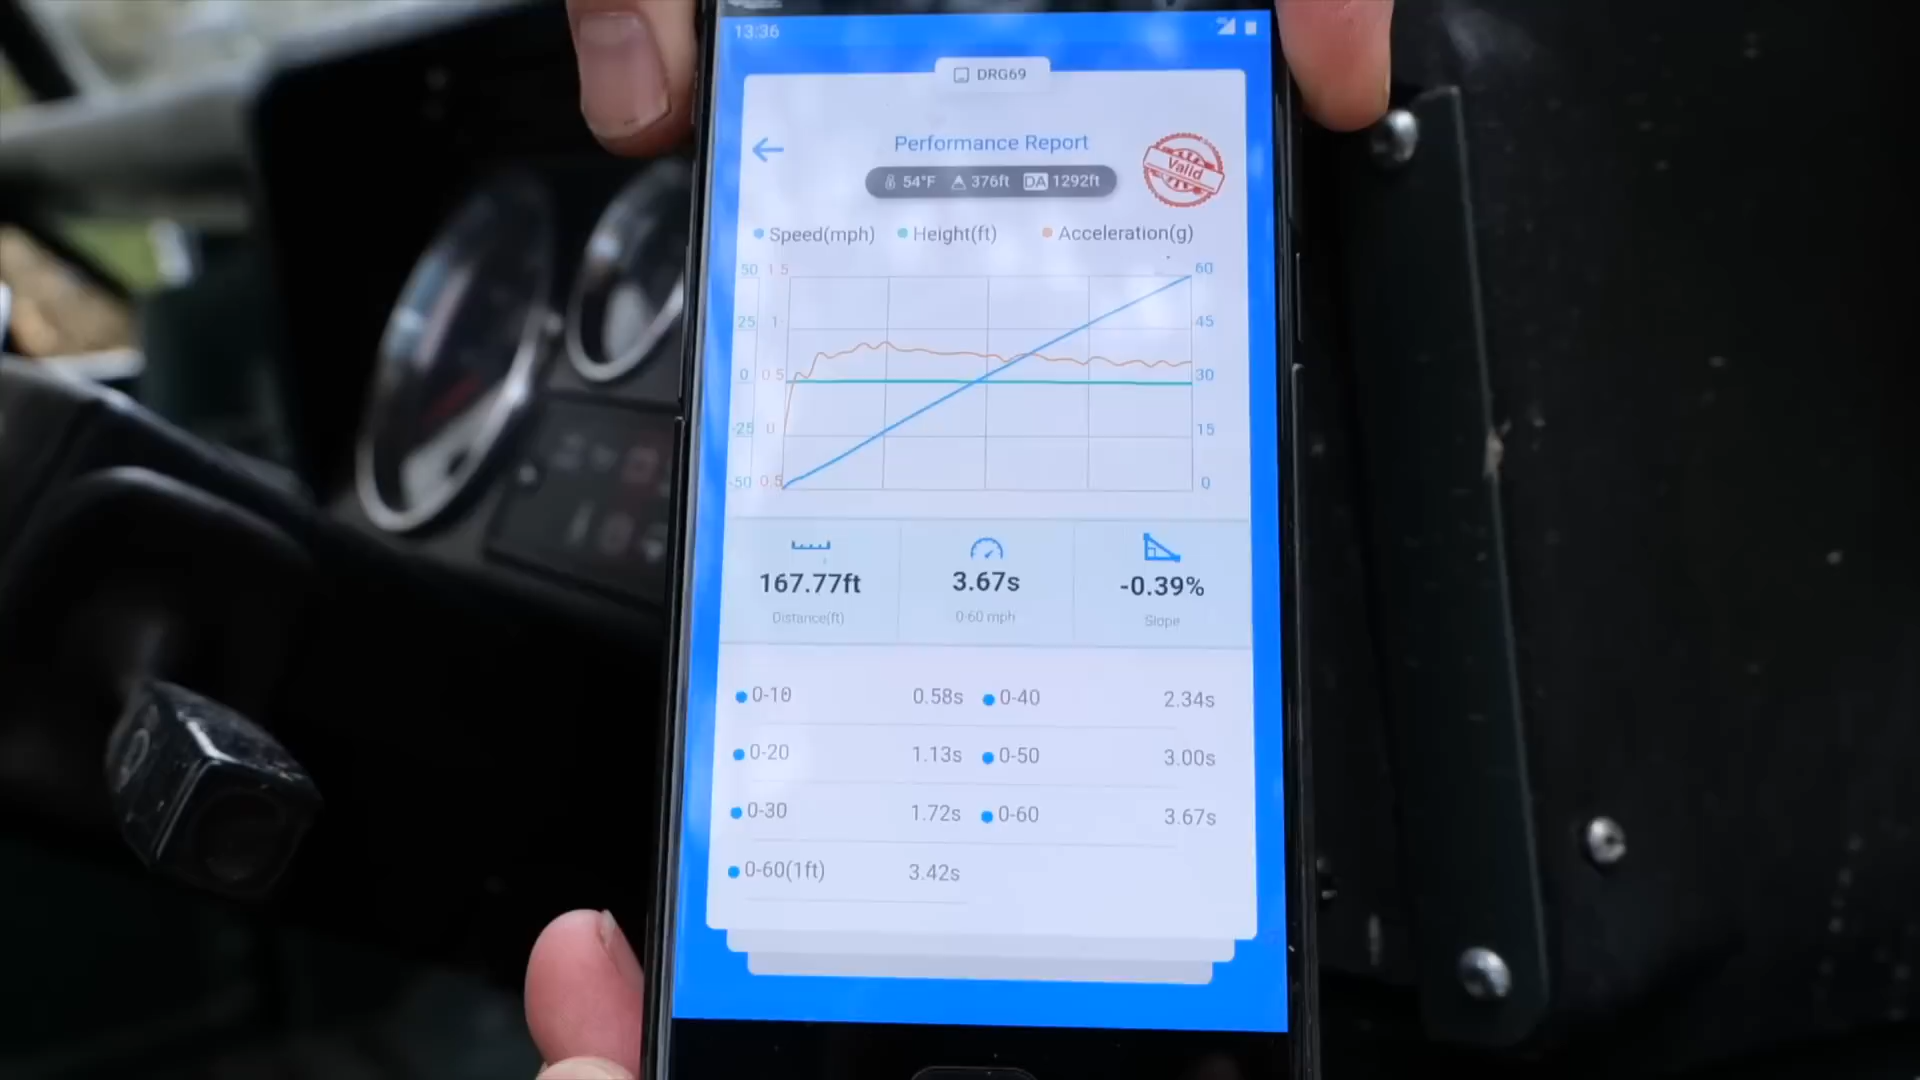 13:36
DRG69
Performance Report
54°F 376ft DA 1292ft
Valid
Speed(mph) Height(ft) Acceleration(g)
50 1.5 60
25 1 45
0 0.5 30
-25 0 15
-50 0.5 0
167.77ft 3.67s -0.39%
Distance(ft) 0-60 mph Slope
0-10 0.58s 0-40 2.34s
0-20 1.13s 0-50 3.00s
0-30 1.72s 0-60 3.67s
0-60(1ft) 3.42s